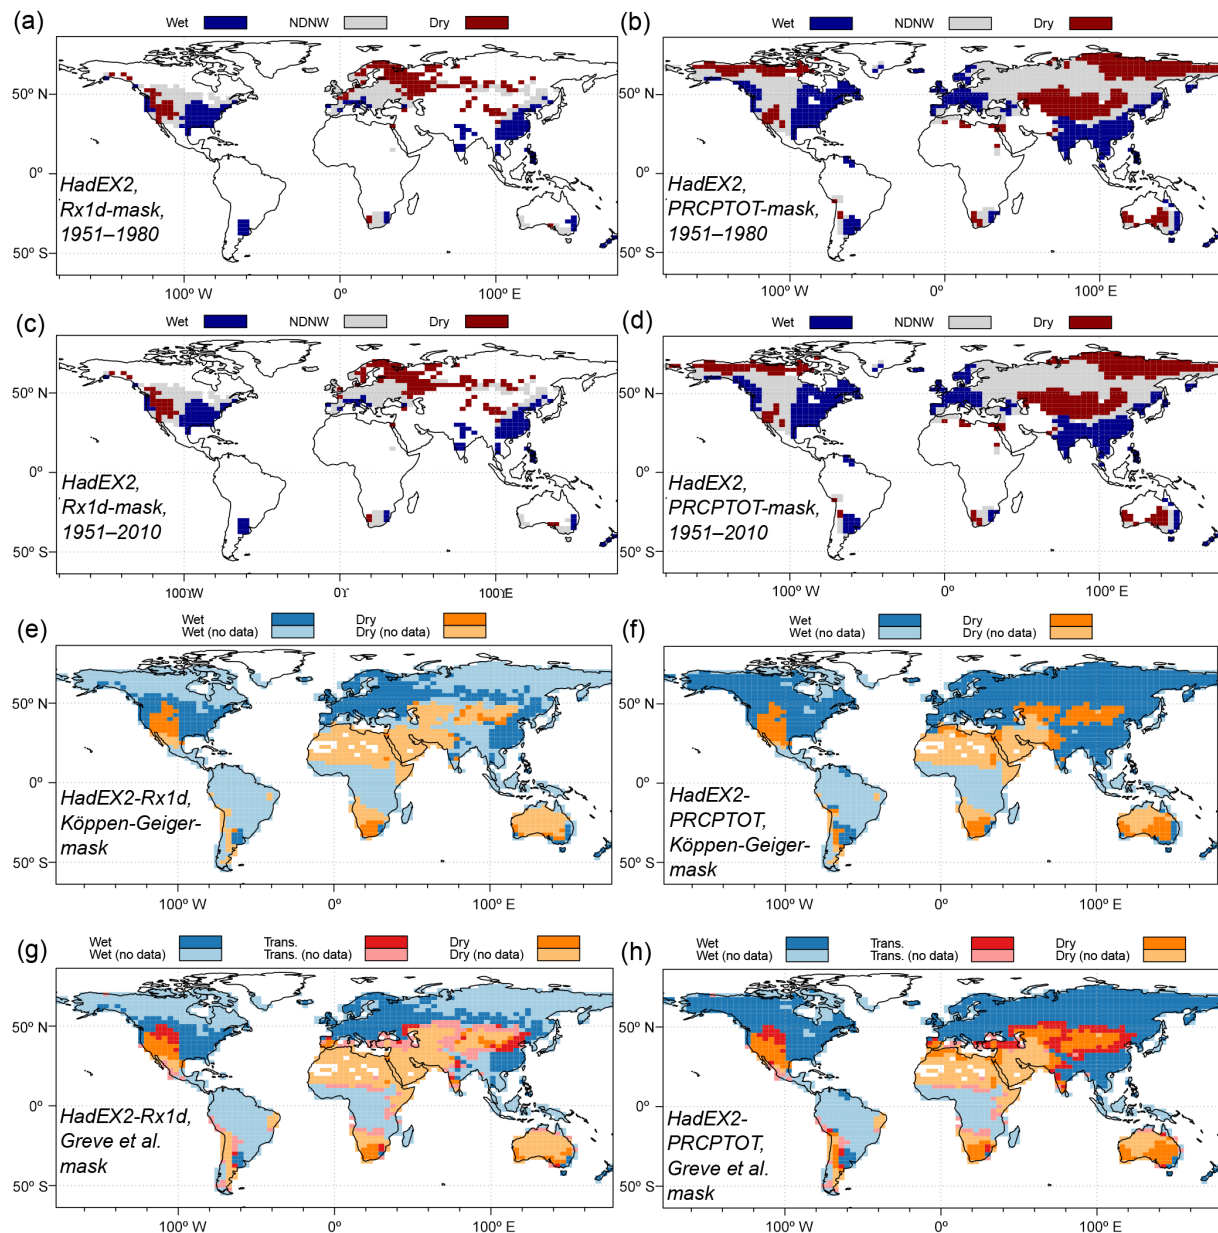 (a) Wet NDNW Dry
50º N
0º
50º S
HadEX2,
Rx1d-mask,
1951–1980
100º W 0º 100º E
(b) Wet NDNW Dry
50º N
0º
50º S
HadEX2,
PRCPTOT-mask,
1951–1980
100º W 0º 100º E
(c) Wet NDNW Dry
50º N
0º
50º S
HadEX2,
Rx1d-mask,
1951–2010
(d) Wet NDNW Dry
50º N
0º
50º S
HadEX2,
PRCPTOT-mask,
1951–2010
100º W 0º 100º E
(e) Wet Dry
Wet (no data) Dry (no data)
50º N
0º
50º S
HadEX2-Rx1d,
Köppen-Geiger-
mask
100º W 0º 100º E
(f) Wet Dry
Wet (no data) Dry (no data)
50º N
0º
50º S
HadEX2-
PRCPTOT,
Köppen-Geiger-
mask
100º W 0º 100º E
(g) Wet Trans. Dry
Wet (no data) Trans. (no data) Dry (no data)
50º N
0º
50º S
HadEX2-Rx1d,
Greve et al.
mask
100º W 0º 100º E
(h) Wet Trans. Dry
Wet (no data) Trans. (no data) Dry (no data)
50º N
0º
50º S
HadEX2-
PRCPTOT,
Greve et al.
mask
100º W 0º 100º E